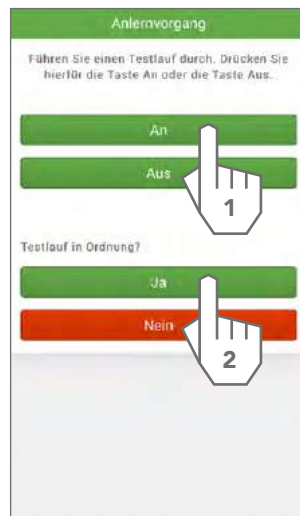 Anlernvorgang
Führen Sie einen Testlauf durch. Drücken Sie
hierfür die Taste An oder die Taste Aus.
An
Aus
1
Testlauf in Ordnung?
Ja
Nein
2